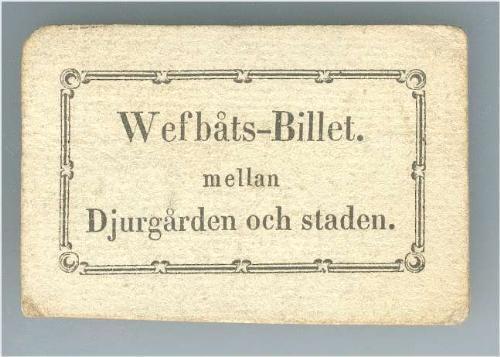 Wefbåts-Billet.
mellan
Djurgården och staden.